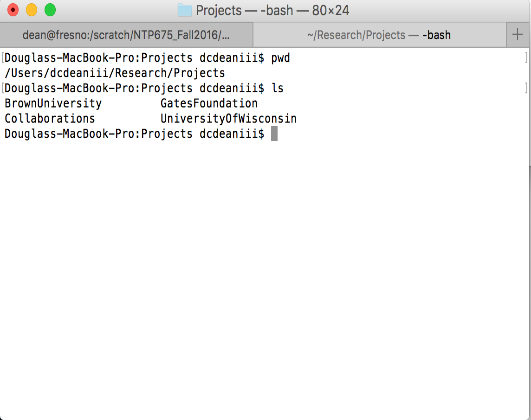 Projects — -bash — 80×24
dean@fresno:/scratch/NTP675_Fall2016/... ~/Research/Projects — -bash +
[Douglass-MacBook-Pro:Projects dcdeaniii$ pwd ]
/Users/dcdeaniii/Research/Projects
[Douglass-MacBook-Pro:Projects dcdeaniii$ ls ]
BrownUniversity GatesFoundation
Collaborations UniversityOfWisconsin
Douglass-MacBook-Pro:Projects dcdeaniii$